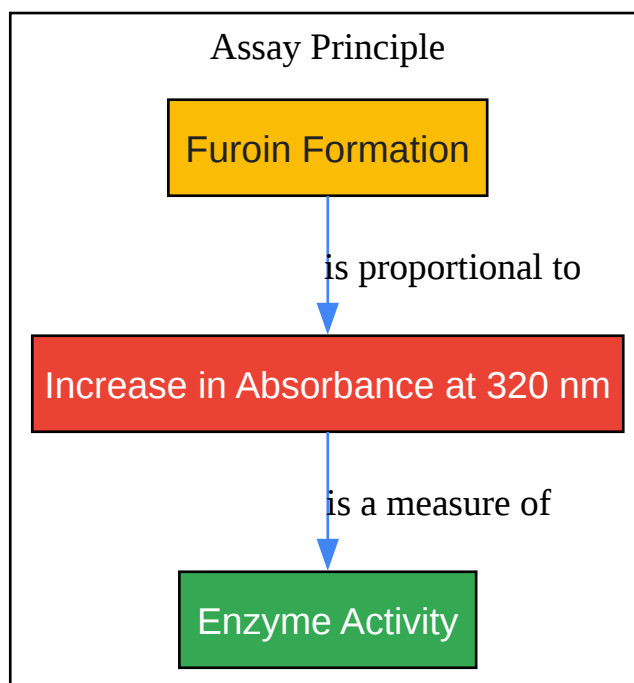 Assay Principle
Furoin Formation
is proportional to
Increase in Absorbance at 320 nm
is a measure of
Enzyme Activity